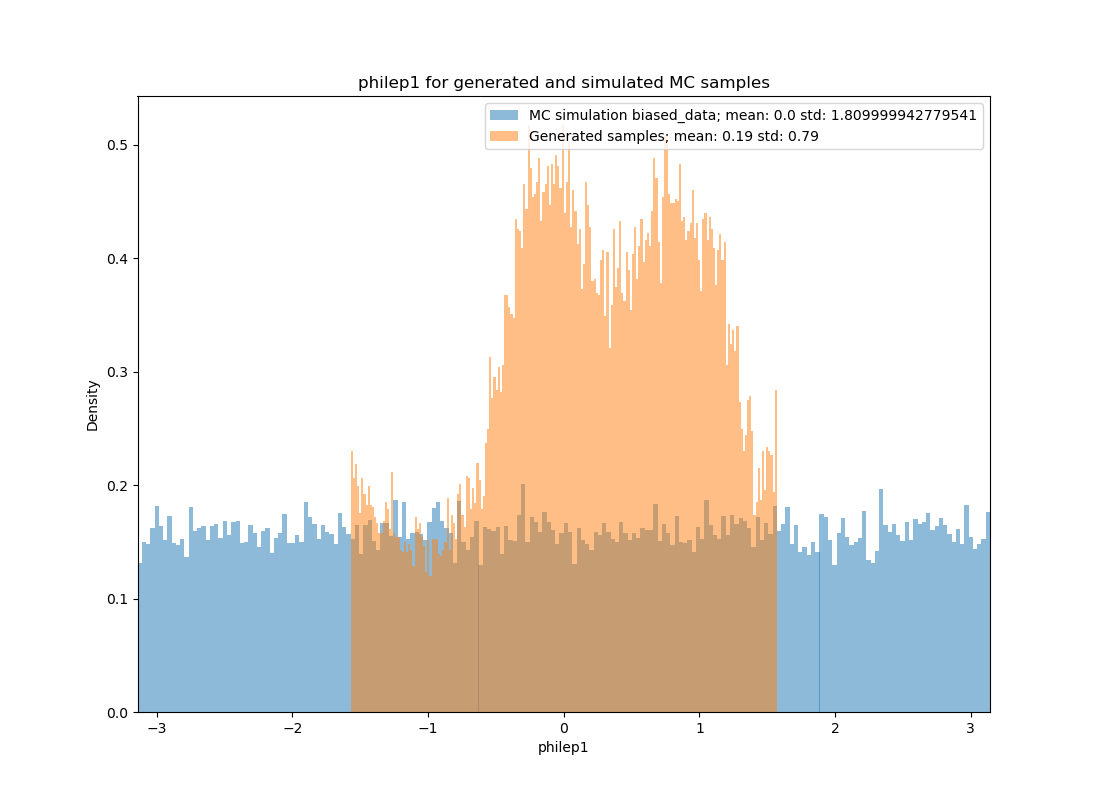 philep1 for generated and simulated MC samples
MC simulation biased_data; mean: 0.0 std: 1.809999942779541
Generated samples; mean: 0.19 std: 0.79
0.5
0.4
0.3
0.2
0.1
0.0
Density
−3 −2 −1 0 1 2 3
philep1